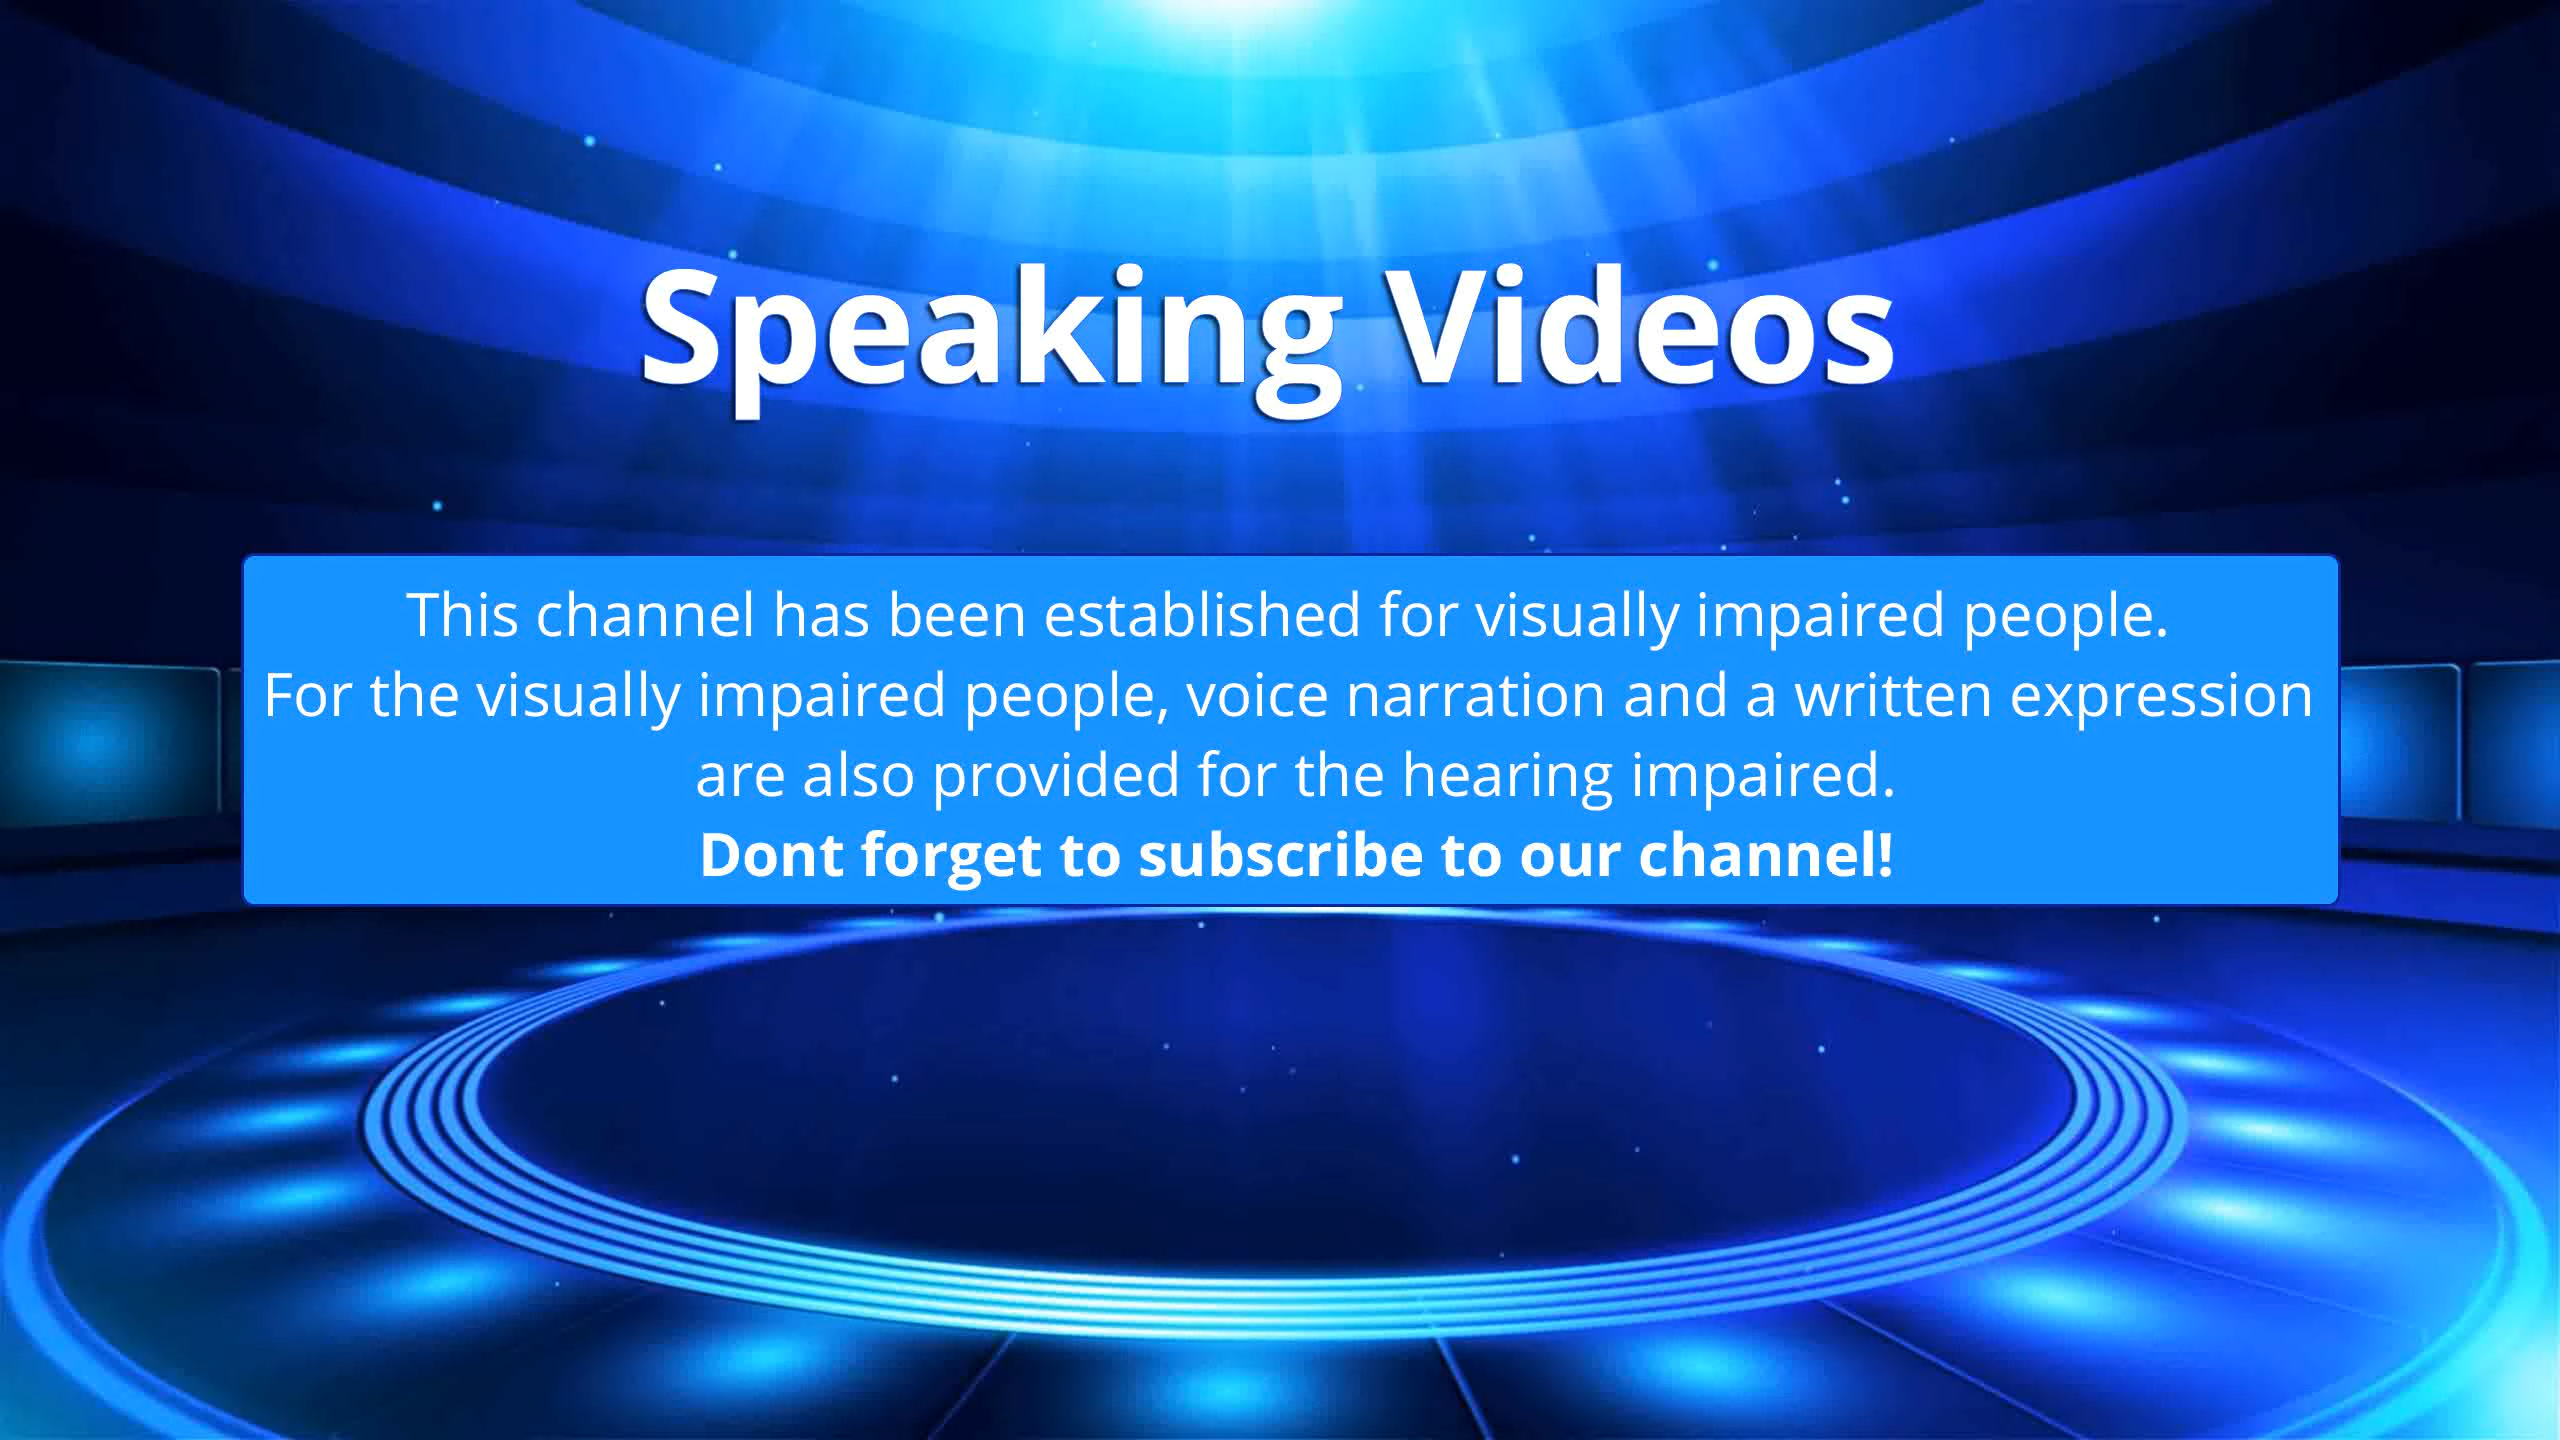 Speaking Videos
This channel has been established for visually impaired people.
For the visually impaired people, voice narration and a written expression
are also provided for the hearing impaired.
Dont forget to subscribe to our channel!